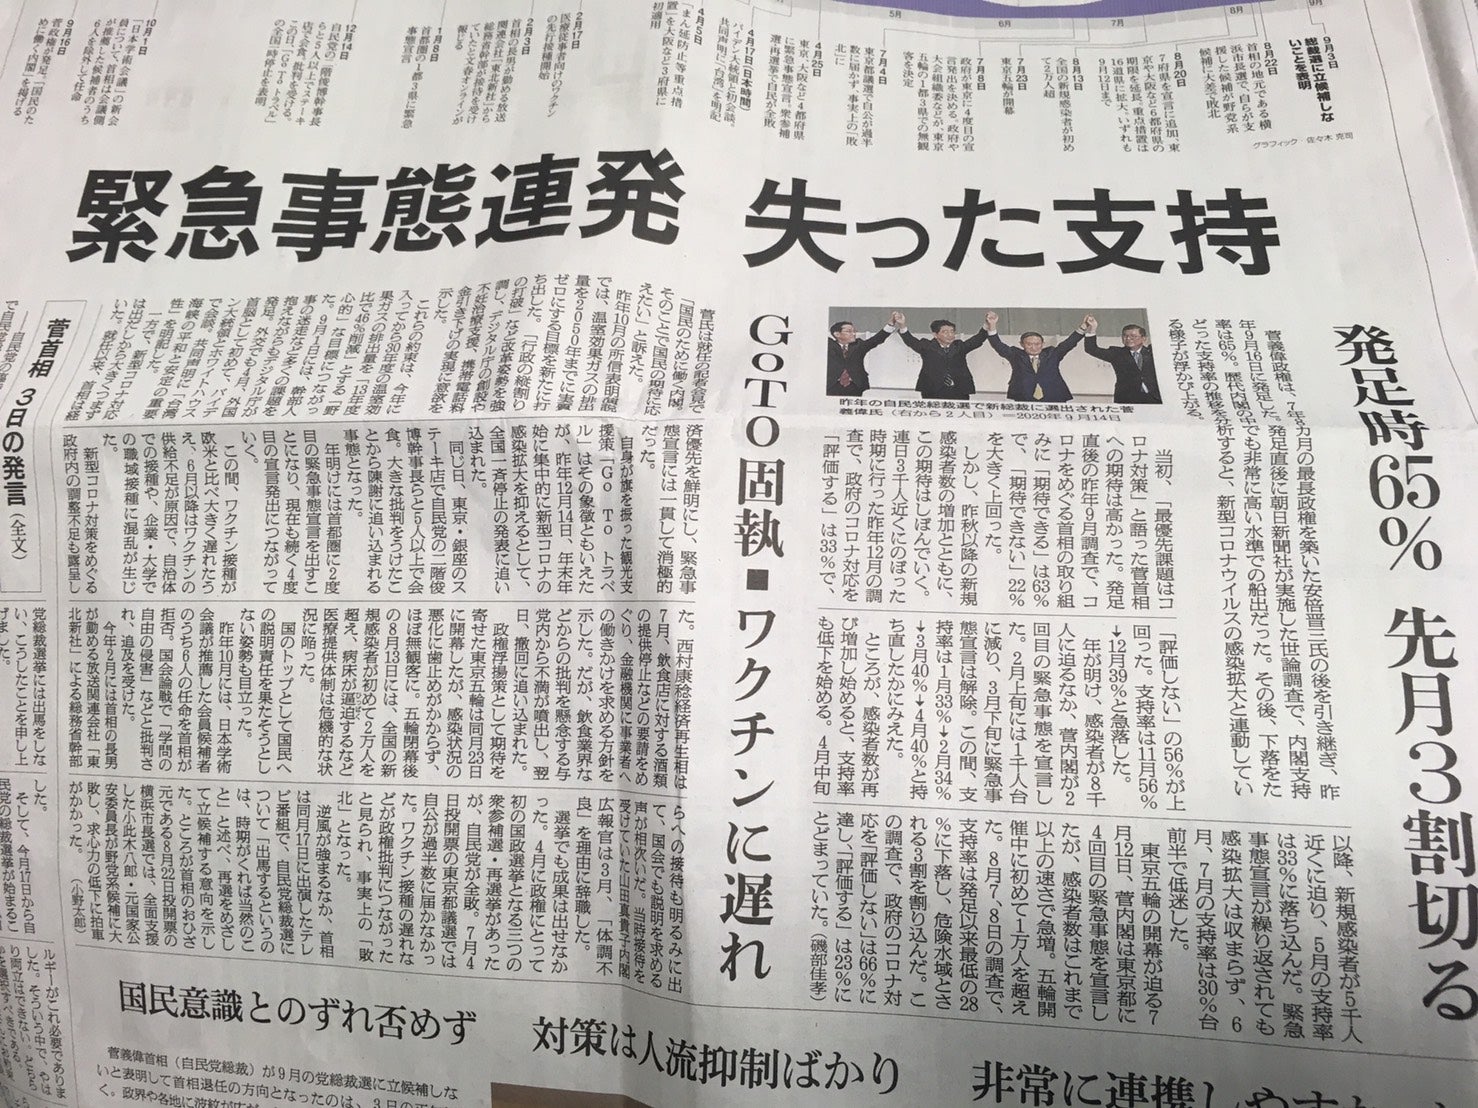 9月
8月
7月
6月
5月
9月3日
総裁選に立候補しな
いことを表明
8月22日
首相の地元である横
浜市長選で、自らが支
援した候補が野党系
候補に大差で敗北
8月20日
7府県を宣言に追加、東
京や大阪など6都府県の
期限を延長。重点措置は
16道県に拡大。いずれも
9月12日まで
8月13日
全国の新規感染者が初め
て2万人超
7月23日
東京五輪が開幕
7月8日
政府が東京に4度目の宣
言発出を決める。政府や
大会組織委などが、東京
五輪の1都3県での無観
客を決定
7月4日
東京都議選で自公が過半
数に届かず、事実上の「敗
北」に
4月25日
東京、大阪など4都府県
に緊急事態宣言。衆参補
選・再選挙で自民が全敗
4月17日(日本時間)
バイデン大統領と初会談。
共同声明に「台湾」を明記
4月5日
「まん延防止等重点措
置」を大阪など3府県に
初適用
2月17日
医療従事者向けのワクチン
の先行接種開始
2月3日
首相の長男が勤める放送
関連会社「東北新社」から
総務省幹部が接待を受け
ていたと文春オンラインが
報じる
1月8日
首都圏の1都3県に緊急
事態宣言
12月14日
自民党の二階俊博幹事長
らと5人以上でステーキ
店で会食、批判を受ける。
この日、「GoToトラベル」
の全国一斉停止を表明
10月1日
「日本学術会議」の新会
員について、首相は会議側
が推薦した候補者のうち
6人を除外して任命
9月16日
菅政権が発足。「国民のた
めに働く内閣」を掲げる
グラフィック 佐々木 克司
緊急事態連発 失った支持
発足時65% 先月3割切る
GoTo固執■ワクチンに遅れ
昨年の自民党総裁選で新総裁に選出された菅
義偉氏(右から2人目)=2020年9月14日
菅義偉政権は、7年8カ月の最長政権を築いた安倍晋三氏の後を引き継ぎ、昨
年9月16日に発足した。発足直後に朝日新聞社が実施した世論調査で、内閣支持
率は65%。歴代内閣の中でも非常に高い水準での船出だった。その後、下落をた
どった支持率の推移を分析すると、新型コロナウイルスの感染拡大と連動してい
る様子が浮かび上がる。
当初、「最優先課題はコ
ロナ対策」と語った菅首相
への期待は高かった。発足
直後の昨年9月調査で、コ
ロナをめぐる首相の取り組
みに「期待できる」は63%
で、「期待できない」22%
を大きく上回った。
しかし、昨秋以降の新規
感染者数の増加とともに、
この期待はしぼんでいく。
連日3千人近くにのぼった
時期に行った昨年12月の調
査で、政府のコロナ対応を
「評価する」は33%で、
「評価しない」の56%が上
回った。支持率は11月56%
→12月39%と急落した。
年が明け、感染者が8千
人に迫るなか、菅内閣が2
回目の緊急事態を宣言し
た。2月上旬には1千人台
に減り、3月下旬に緊急事
態宣言は解除。この間、支
持率は1月33%→2月34%
→3月40%→4月40%と持
ち直したかにみえた。
ところが、感染者数が再
び増加し始めると、支持率
も低下を始める。4月中旬
以降、新規感染者が5千人
近くに迫り、5月の支持率
は33%に落ち込んだ。緊急
事態宣言が繰り返されても
感染拡大は収まらず、6
月、7月の支持率は30%台
前半で低迷した。
東京五輪の開幕が迫る7
月12日、菅内閣は東京都に
4回目の緊急事態を宣言し
たが、感染者数はこれまで
以上の速さで急増。五輪開
催中に初めて1万人を超え
た。8月7、8日の調査で、
支持率は発足以来最低の28
%に下落し、危険水域とさ
れる3割を割り込んだ。こ
の調査で、政府のコロナ対
応を「評価しない」は66%に
達し、「評価する」は23%に
とどまっていた。(磯部佳孝)
菅氏は就任の記者会見で
「国民のために働く内閣。
そのことで国民の期待に応
えたい」と訴えた。
昨年10月の所信表明演説
では、温室効果ガスの排出
量を2050年までに実質
ゼロにする目標を新たに打
ち出した。「行政の縦割り
の打破」など改革姿勢を強
調し、デジタル庁の創設や
不妊治療支援、携帯電話料
金引き下げの実現に意欲を
示した。
これらの約束は、今年に
入ってから30年度の温室効
果ガスの排出量を「13年度
比で46%削減」とする「野
心的」な目標につながっ
た。9月1日には、幹部人
事の迷走など多くの課題を
抱えながらもデジタル庁が
発足。外交でも4月、外国
首脳として初めて、バイデ
ン大統領とホワイトハウス
で会談。共同声明に「台湾
海峡の平和と安定の重要
性」を明記した。
一方で、新型コロナ対応
は出だしから大きくつまず
いた。就任以来、首相は経
済優先を鮮明にし、緊急事
態宣言には一貫して消極的
だった。
自身が旗を振った観光支
援策「Go To トラベ
ル」はその象徴ともいえた
が、昨年12月14日、年末年
始に集中的に新型コロナの
感染拡大を抑えるとして、
全国一斉停止の発表に追い
込まれた。
同じ日、東京・銀座のス
テーキ店で自民党の二階俊
博幹事長らと5人以上で会
食。大きな批判をうけたこ
とから陳謝に追い込まれる
事態となった。
年明けには首都圏に2度
目の緊急事態宣言を出すこ
とになり、現在も続く4度
目の宣言発出につながって
いく。
この間、ワクチン接種が
欧米と比べ大きく遅れたう
え、6月以降はワクチンの
供給不足が原因で、自治体
での接種や、企業・大学で
の職域接種に混乱が生じ
た。
新型コロナ対策をめぐる
政府内の調整不足も露呈し
た。西村康稔経済再生相は
7月、飲食店に対する酒類
の提供停止などの要請をめ
ぐり、金融機関に事業者へ
の働きかけを求める方針を
示した。だが、飲食業界な
どからの批判を懸念する与
党内から不満が噴出し、翌
日、撤回に追い込まれた。
政権浮揚策として期待を
寄せた東京五輪は同月23日
に開幕したが、感染状況の
悪化に歯止めがかからず、
ほぼ無観客に。五輪閉幕後
の8月13日には、全国の新
規感染者が初めて2万人を
超え、病床が逼迫するなど
医療提供体制は危機的な状
況に陥った。
国のトップとして国民へ
の説明責任を果たそうとし
ない姿勢も目立った。
昨年10月には、日本学術
会議が推薦した会員候補者
のうち6人の任命を首相が
拒否。国会論戦で「学問の
自由の侵害」などと批判さ
れ、追及を受けた。
今年2月には首相の長男
が勤める放送関連会社「東
北新社」による総務省幹部
らへの接待も明るみに出
て、国会でも説明を求める
声が相次いだ。当時接待を
受けていた山田真貴子内閣
広報官は3月、「体調不
良」を理由に辞職した。
選挙でも成果は出せなか
った。4月に政権にとって
初の国政選挙となる三つの
衆参補選・再選挙があった
が、自民党が全敗。7月4
日投開票の東京都議選では
自公が過半数に届かなかっ
た。ワクチン接種の遅れな
どが政権批判につながった
と見られ、事実上の「敗
北」となった。
逆風が強まるなか、首相
は同月17日に出演したテレ
ビ番組で、自民党総裁選に
ついて「出馬するというの
は、時期がくれば当然のこ
と」と述べ、再選をめざし
て立候補する意向を示し
た。ところが首相のおひざ
元である8月22日投開票の
横浜市長選では、全面支援
した小此木八郎・元国家公
安委員長が野党系候補に大
敗し、求心力の低下に拍車
がかかった。 (小野太郎)
菅首相 3日の発言(全文)
党総裁選挙には出馬をしな
い、こうしたことを申し上
げました。
した。
そして、今月17日から自
民党の総裁選挙が始まるこ
ルギーがこれ必要でありま
した。そういう中で、やは
り両立はできない。どちら
国民意識とのずれ否めず
対策は人流抑制ばかり
非常に連携しやす
菅義偉首相(自民党総裁)が9月の党総裁選に立候補しな
いと表明して首相退任の方向となったのは、3日の